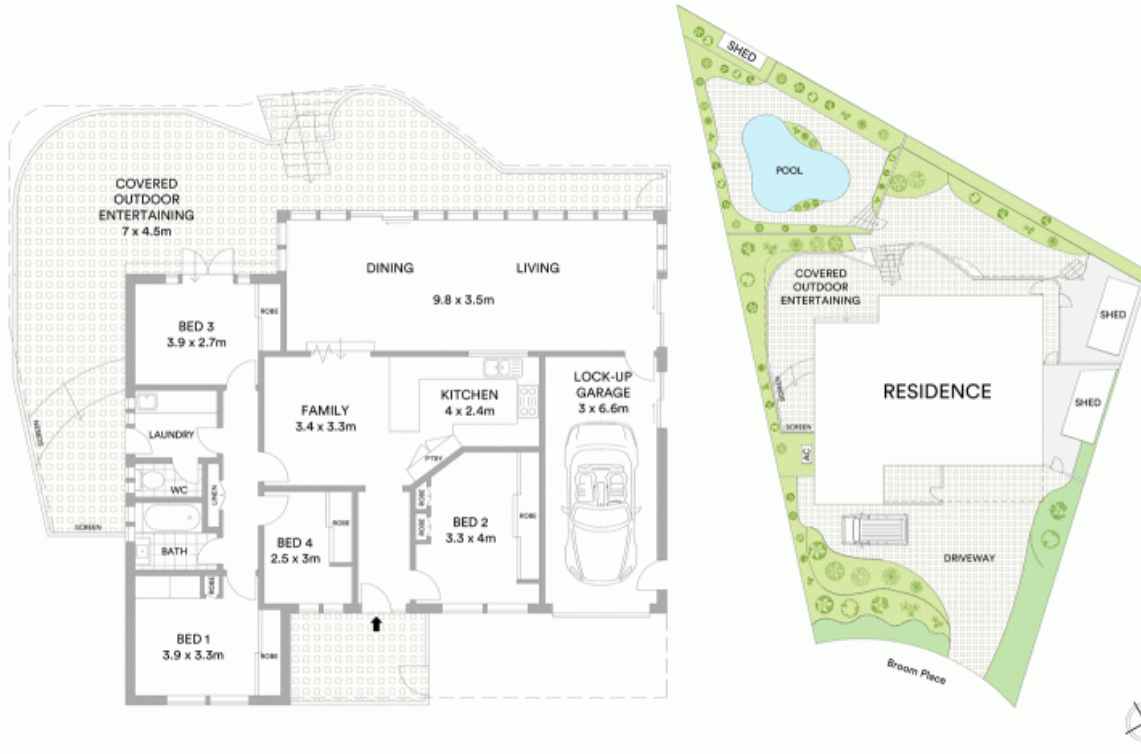 COVERED
OUTDOOR
ENTERTAINING
7 x 4.5m
DINING
LIVING
9.8 x 3.5m
BED 3
3.9 x 2.7m
ROBE
LAUNDRY
WC
LINEN
BATH
SCREEN
SCREEN
FAMILY
3.4 x 3.3m
KITCHEN
4 x 2.4m
PTRY
LOCK-UP
GARAGE
3 x 6.6m
BED 4
2.5 x 3m
ROBE
ROBE
ROBE
BED 2
3.3 x 4m
ROBE
BED 1
3.9 x 3.3m
ROBE
ROBE
SHED
POOL
COVERED
OUTDOOR
ENTERTAINING
SCREEN
SCREEN
AC
RESIDENCE
SHED
SHED
DRIVEWAY
Broom Place